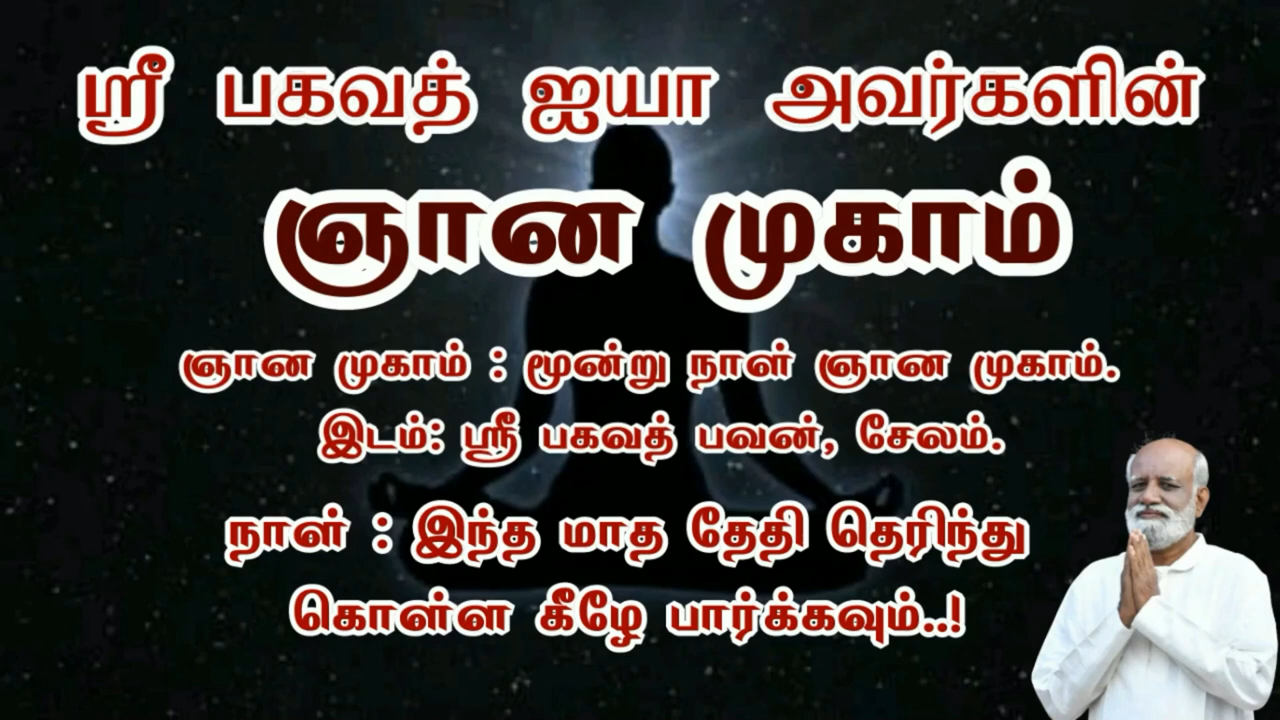 ஸ்ரீ பகவத் ஐயா அவர்களின்
ஞான முகாம்
ஞான முகாம் : மூன்று நாள் ஞான முகாம்.
இடம்: ஸ்ரீ பகவத் பவன், சேலம்.
நாள் : இந்த மாத தேதி தெரிந்து
கொள்ள கீழே பார்க்கவும்..!